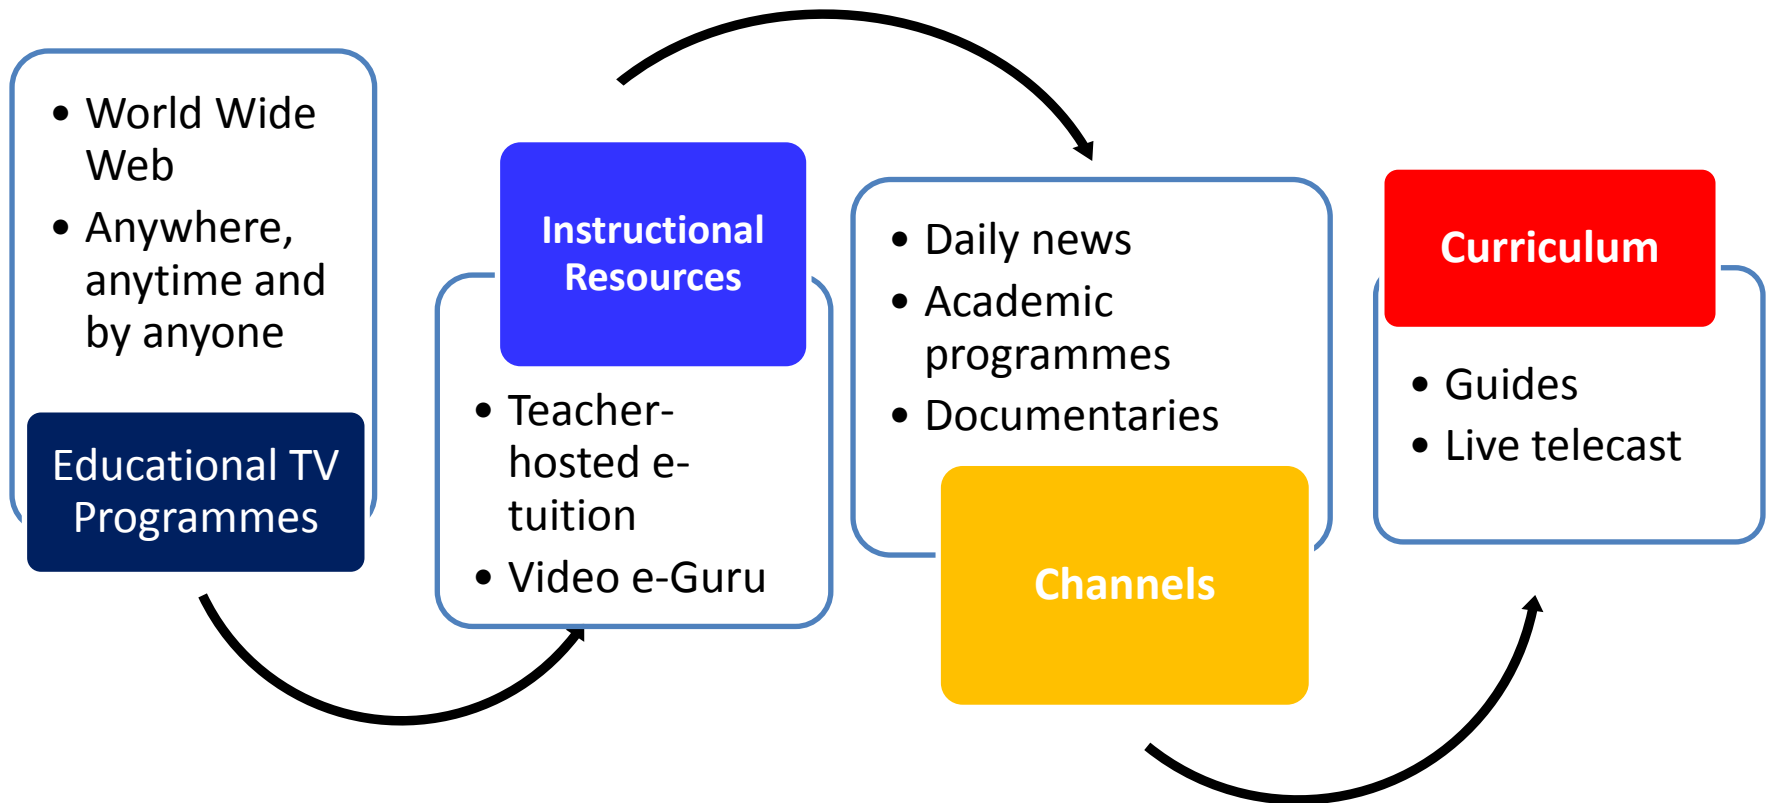 • World Wide
Web
• Anywhere,
anytime and
by anyone
Educational TV
Programmes
Instructional
Resources
• Teacher-
hosted e-
tuition
• Video e-Guru
• Daily news
• Academic
programmes
• Documentaries
Channels
Curriculum
• Guides
• Live telecast